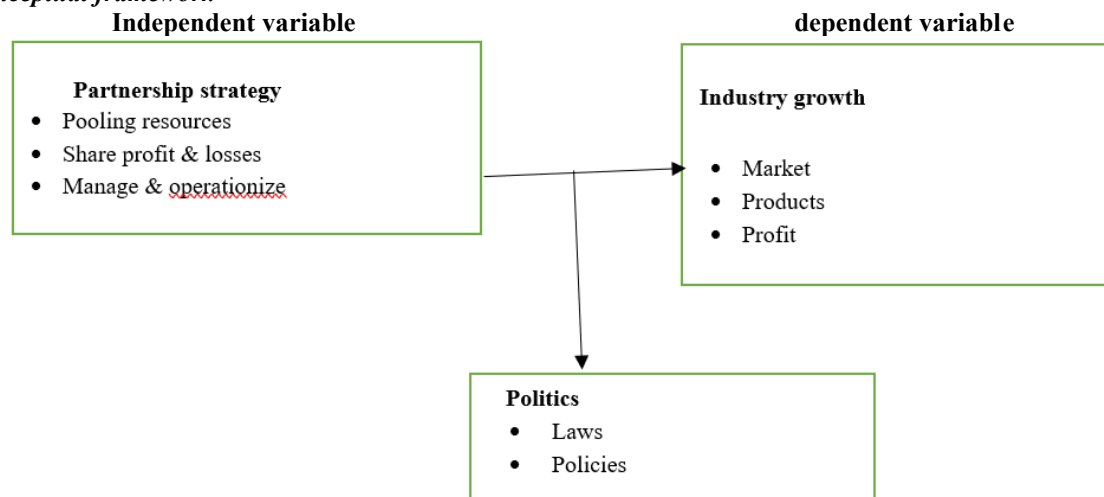 Independent variable
dependent variable
Partnership strategy
• Pooling resources
• Share profit & losses
• Manage & operationize
Industry growth
• Market
• Products
• Profit
Politics
• Laws
• Policies